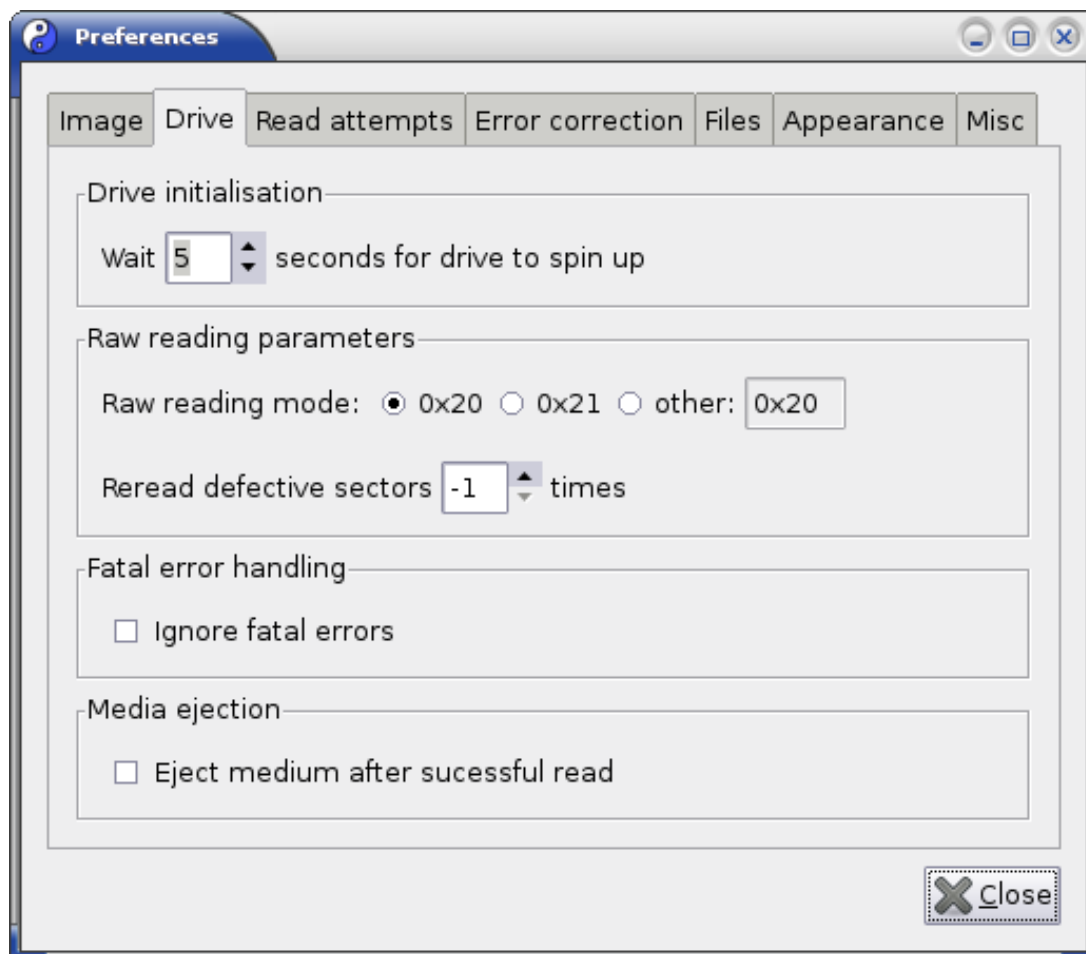 Preferences
Image Drive Read attempts Error correction Files Appearance Misc
Drive initialisation
Wait 5 seconds for drive to spin up
Raw reading parameters
Raw reading mode: 0x20 0x21 other: 0x20
Reread defective sectors -1 times
Fatal error handling
Ignore fatal errors
Media ejection
Eject medium after sucessful read
Close